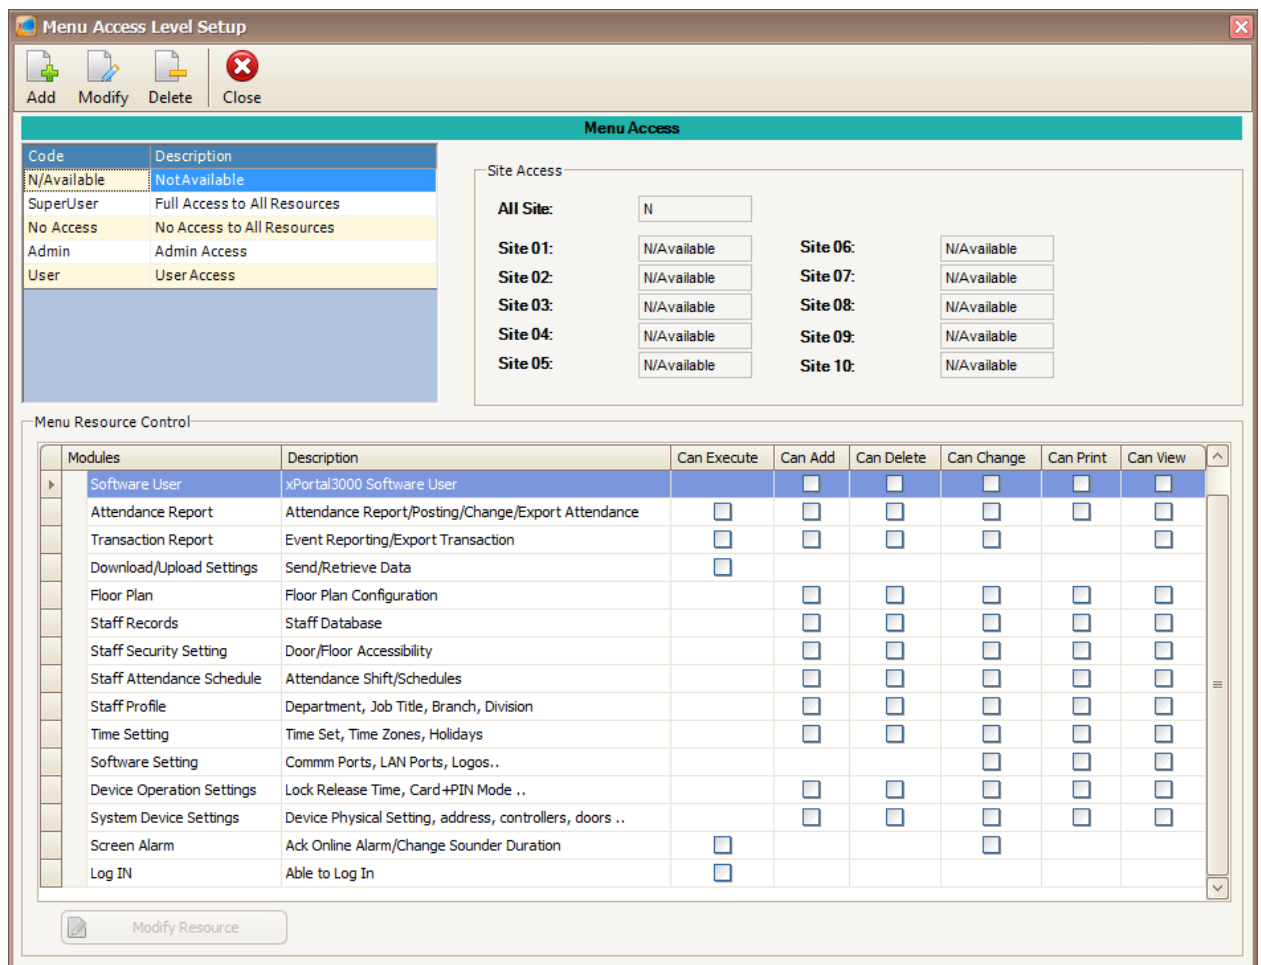 Menu Access Level Setup
Add Modify Delete Close
Menu Access
Code Description
N/Available NotAvailable
SuperUser Full Access to All Resources
No Access No Access to All Resources
Admin Admin Access
User User Access
Site Access
All Site: N
Site 01: N/Available Site 06: N/Available
Site 02: N/Available Site 07: N/Available
Site 03: N/Available Site 08: N/Available
Site 04: N/Available Site 09: N/Available
Site 05: N/Available Site 10: N/Available
Menu Resource Control
Modules Description Can Execute Can Add Can Delete Can Change Can Print Can View
Software User xPortal3000 Software User
Attendance Report Attendance Report/Posting/Change/Export Attendance
Transaction Report Event Reporting/Export Transaction
Download/Upload Settings Send/Retrieve Data
Floor Plan Floor Plan Configuration
Staff Records Staff Database
Staff Security Setting Door/Floor Accessibility
Staff Attendance Schedule Attendance Shift/Schedules
Staff Profile Department, Job Title, Branch, Division
Time Setting Time Set, Time Zones, Holidays
Software Setting Commm Ports, LAN Ports, Logos..
Device Operation Settings Lock Release Time, Card+PIN Mode ..
System Device Settings Device Physical Setting, address, controllers, doors ..
Screen Alarm Ack Online Alarm/Change Sounder Duration
Log IN Able to Log In
Modify Resource